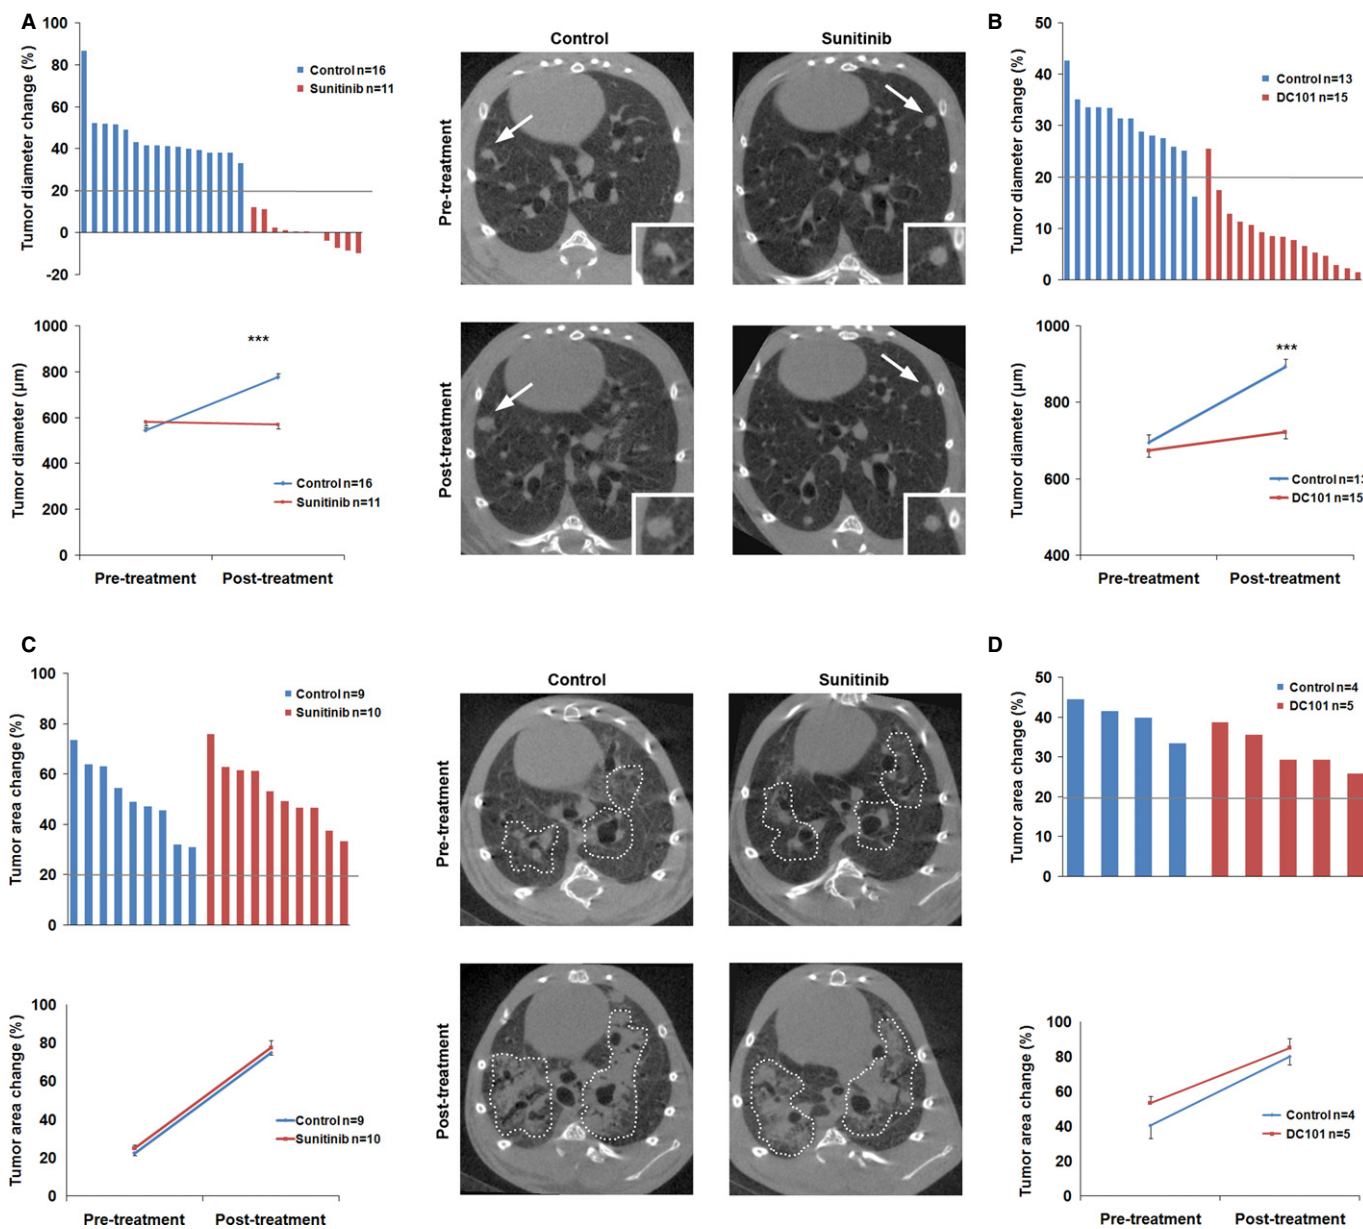 A
Tumor diameter change (%)
100
80
60
40
20
0
-20
Control n=16
Sunitinib n=11
Tumor diameter (µm)
1000
800
600
400
200
0
***
Control n=16
Sunitinib n=11
Pre-treatment
Post-treatment
Control
Sunitinib
Pre-treatment
Post-treatment
B
Tumor diameter change (%)
50
40
30
20
10
0
Control n=13
DC101 n=15
Tumor diameter (µm)
1000
800
600
400
***
Control n=13
DC101 n=15
Pre-treatment
Post-treatment
C
Tumor area change (%)
100
80
60
40
20
0
Control n=9
Sunitinib n=10
Tumor area change (%)
100
80
60
40
20
0
Control n=9
Sunitinib n=10
Pre-treatment
Post-treatment
Control
Sunitinib
Pre-treatment
Post-treatment
D
Tumor area change (%)
50
40
30
20
10
0
Control n=4
DC101 n=5
Tumor area change (%)
100
80
60
40
20
0
Control n=4
DC101 n=5
Pre-treatment
Post-treatment